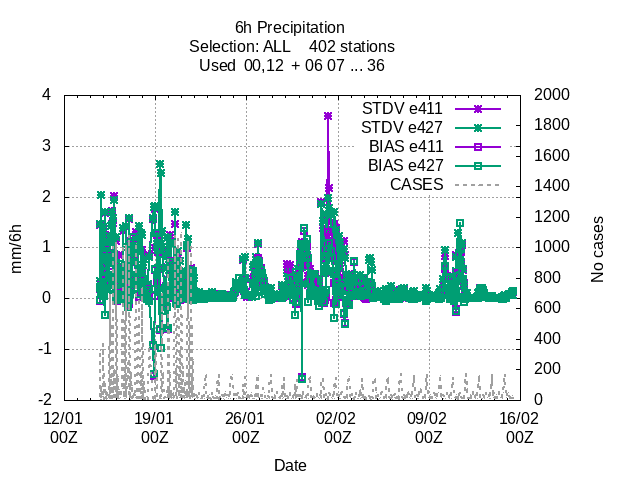 6h Precipitation
Selection: ALL 402 stations
Used 00,12 + 06 07 ... 36
STDV e411
STDV e427
BIAS e411
BIAS e427
CASES
4
3
2
1
0
-1
-2
mm/6h
2000
1800
1600
1400
1200
1000
800
600
400
200
0
No cases
12/01 19/01 26/01 02/02 09/02 16/02
00Z 00Z 00Z 00Z 00Z 00Z
Date